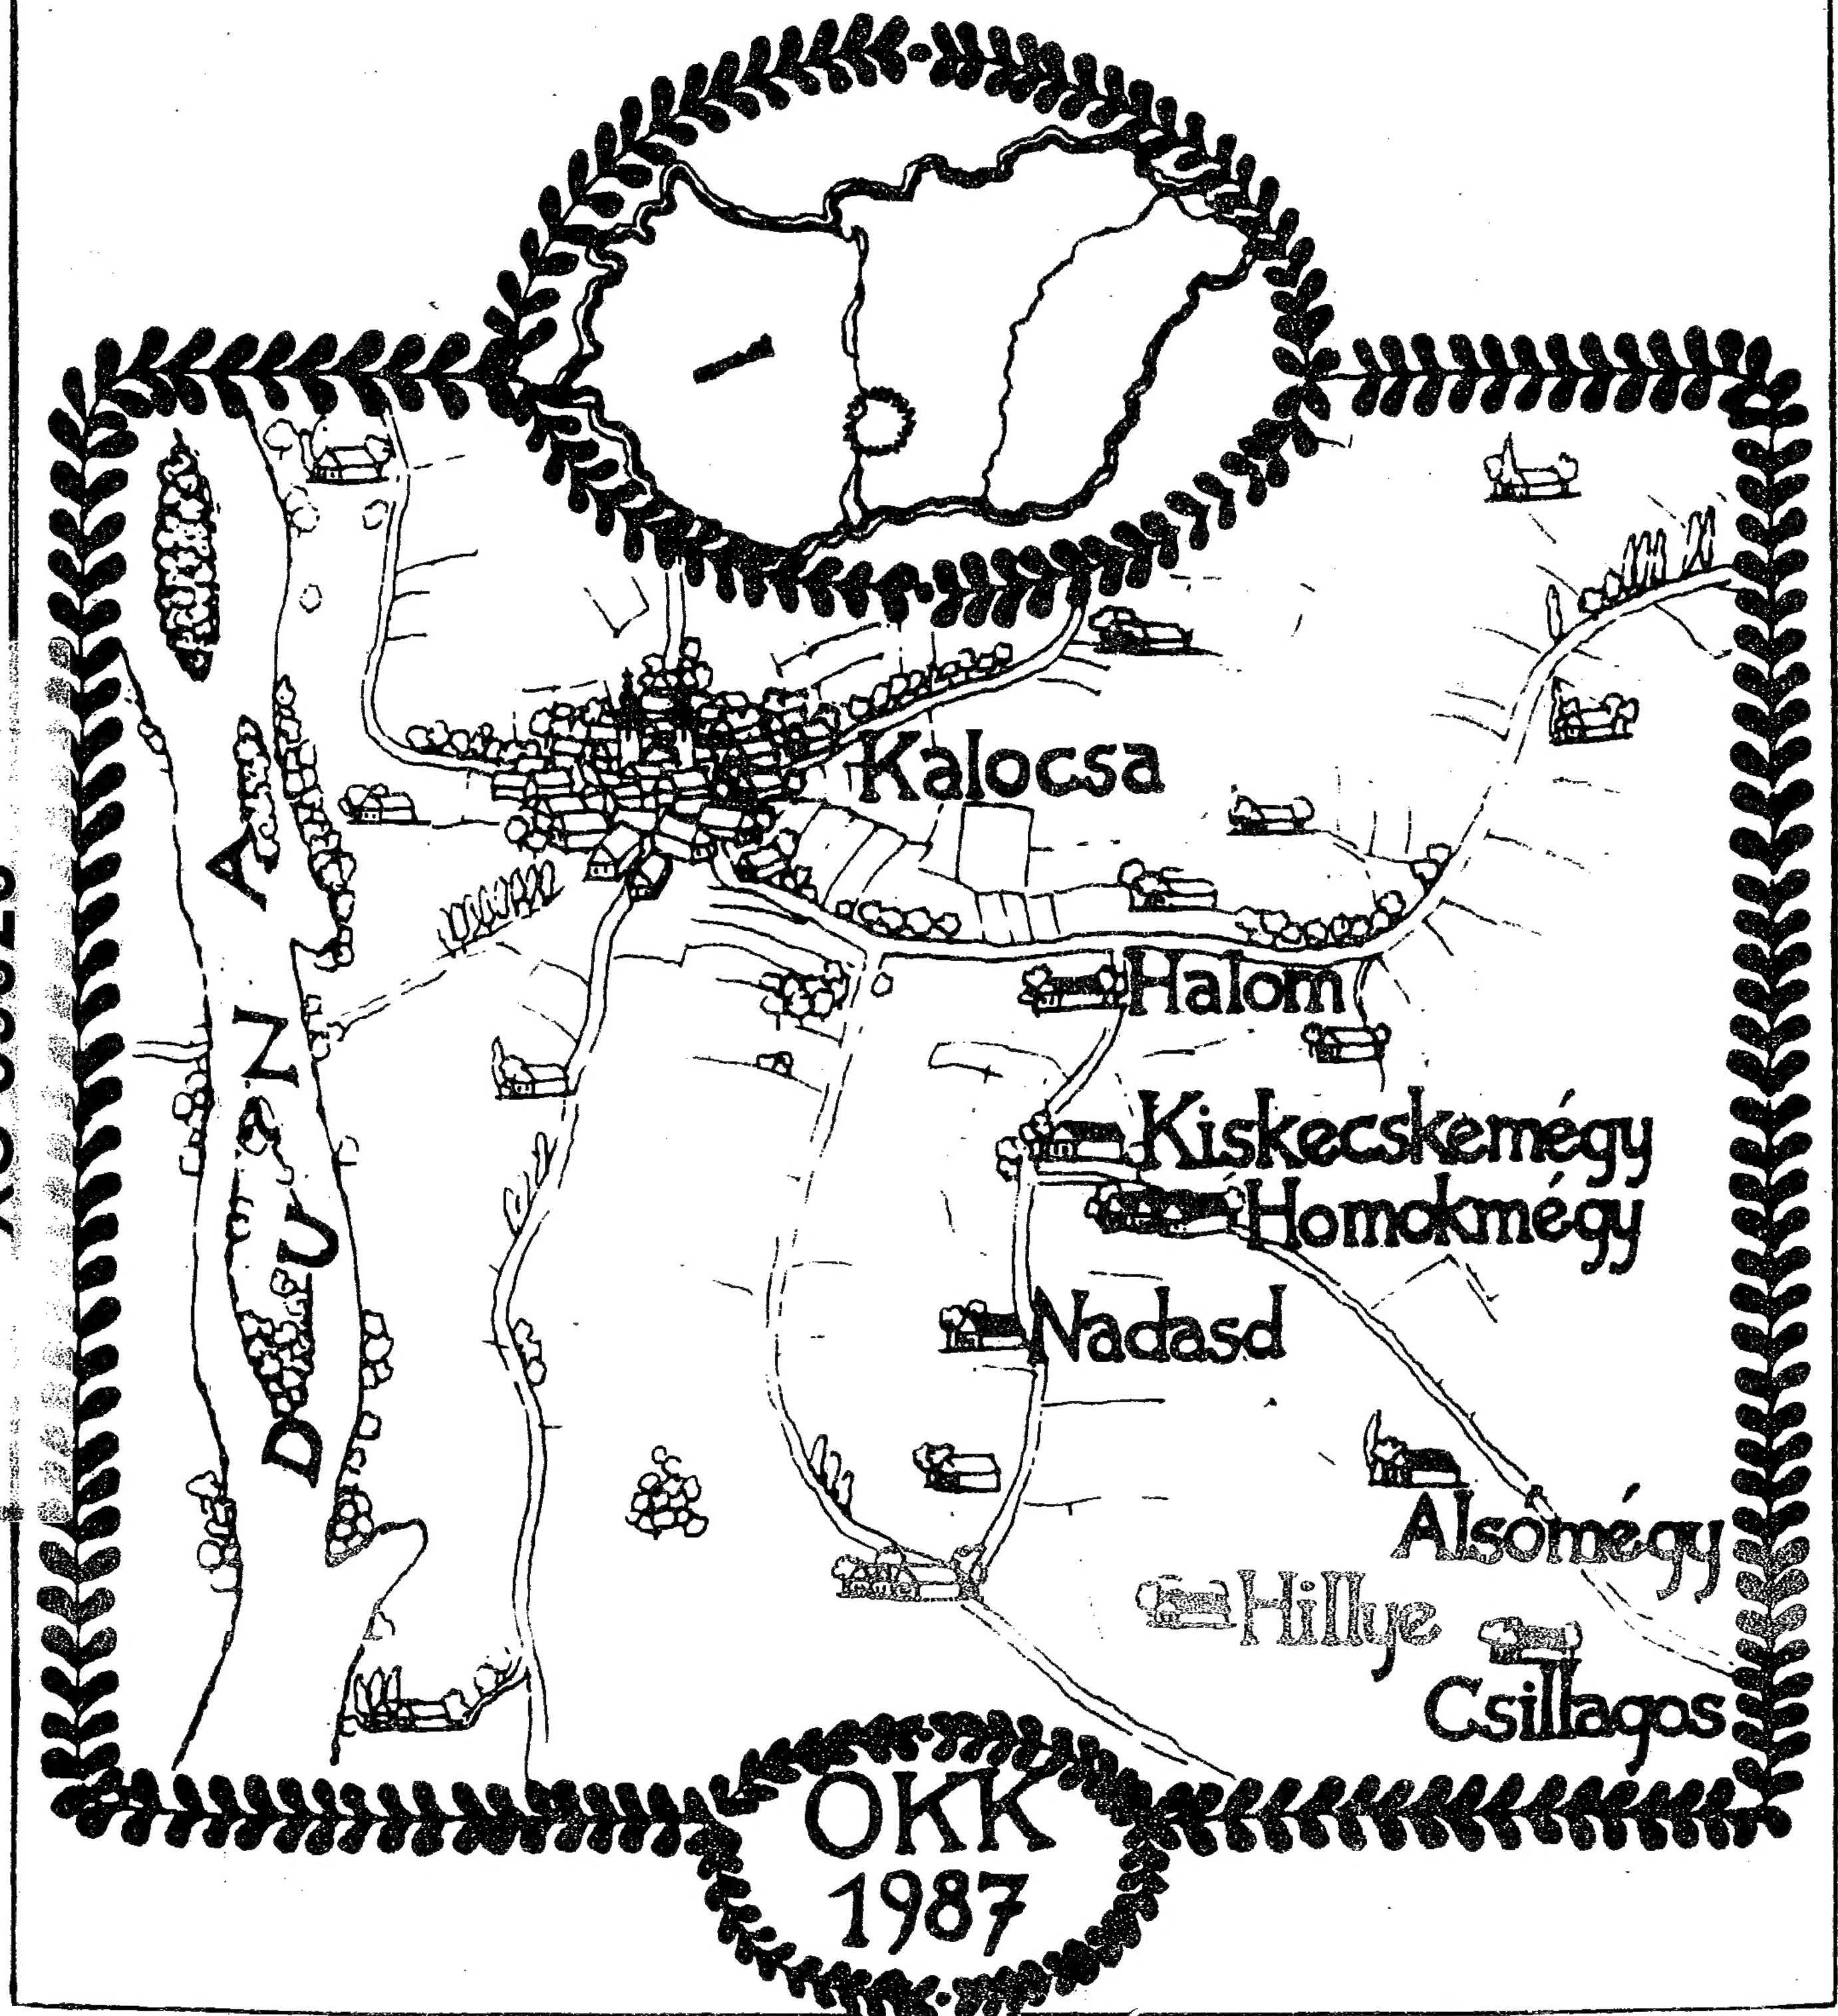 Kalocsa
DUNA
Halom
Kiskecskemégy
Homokmégy
Nadasd
Alsómégy
Hillye
Csillagos
OKK
1987